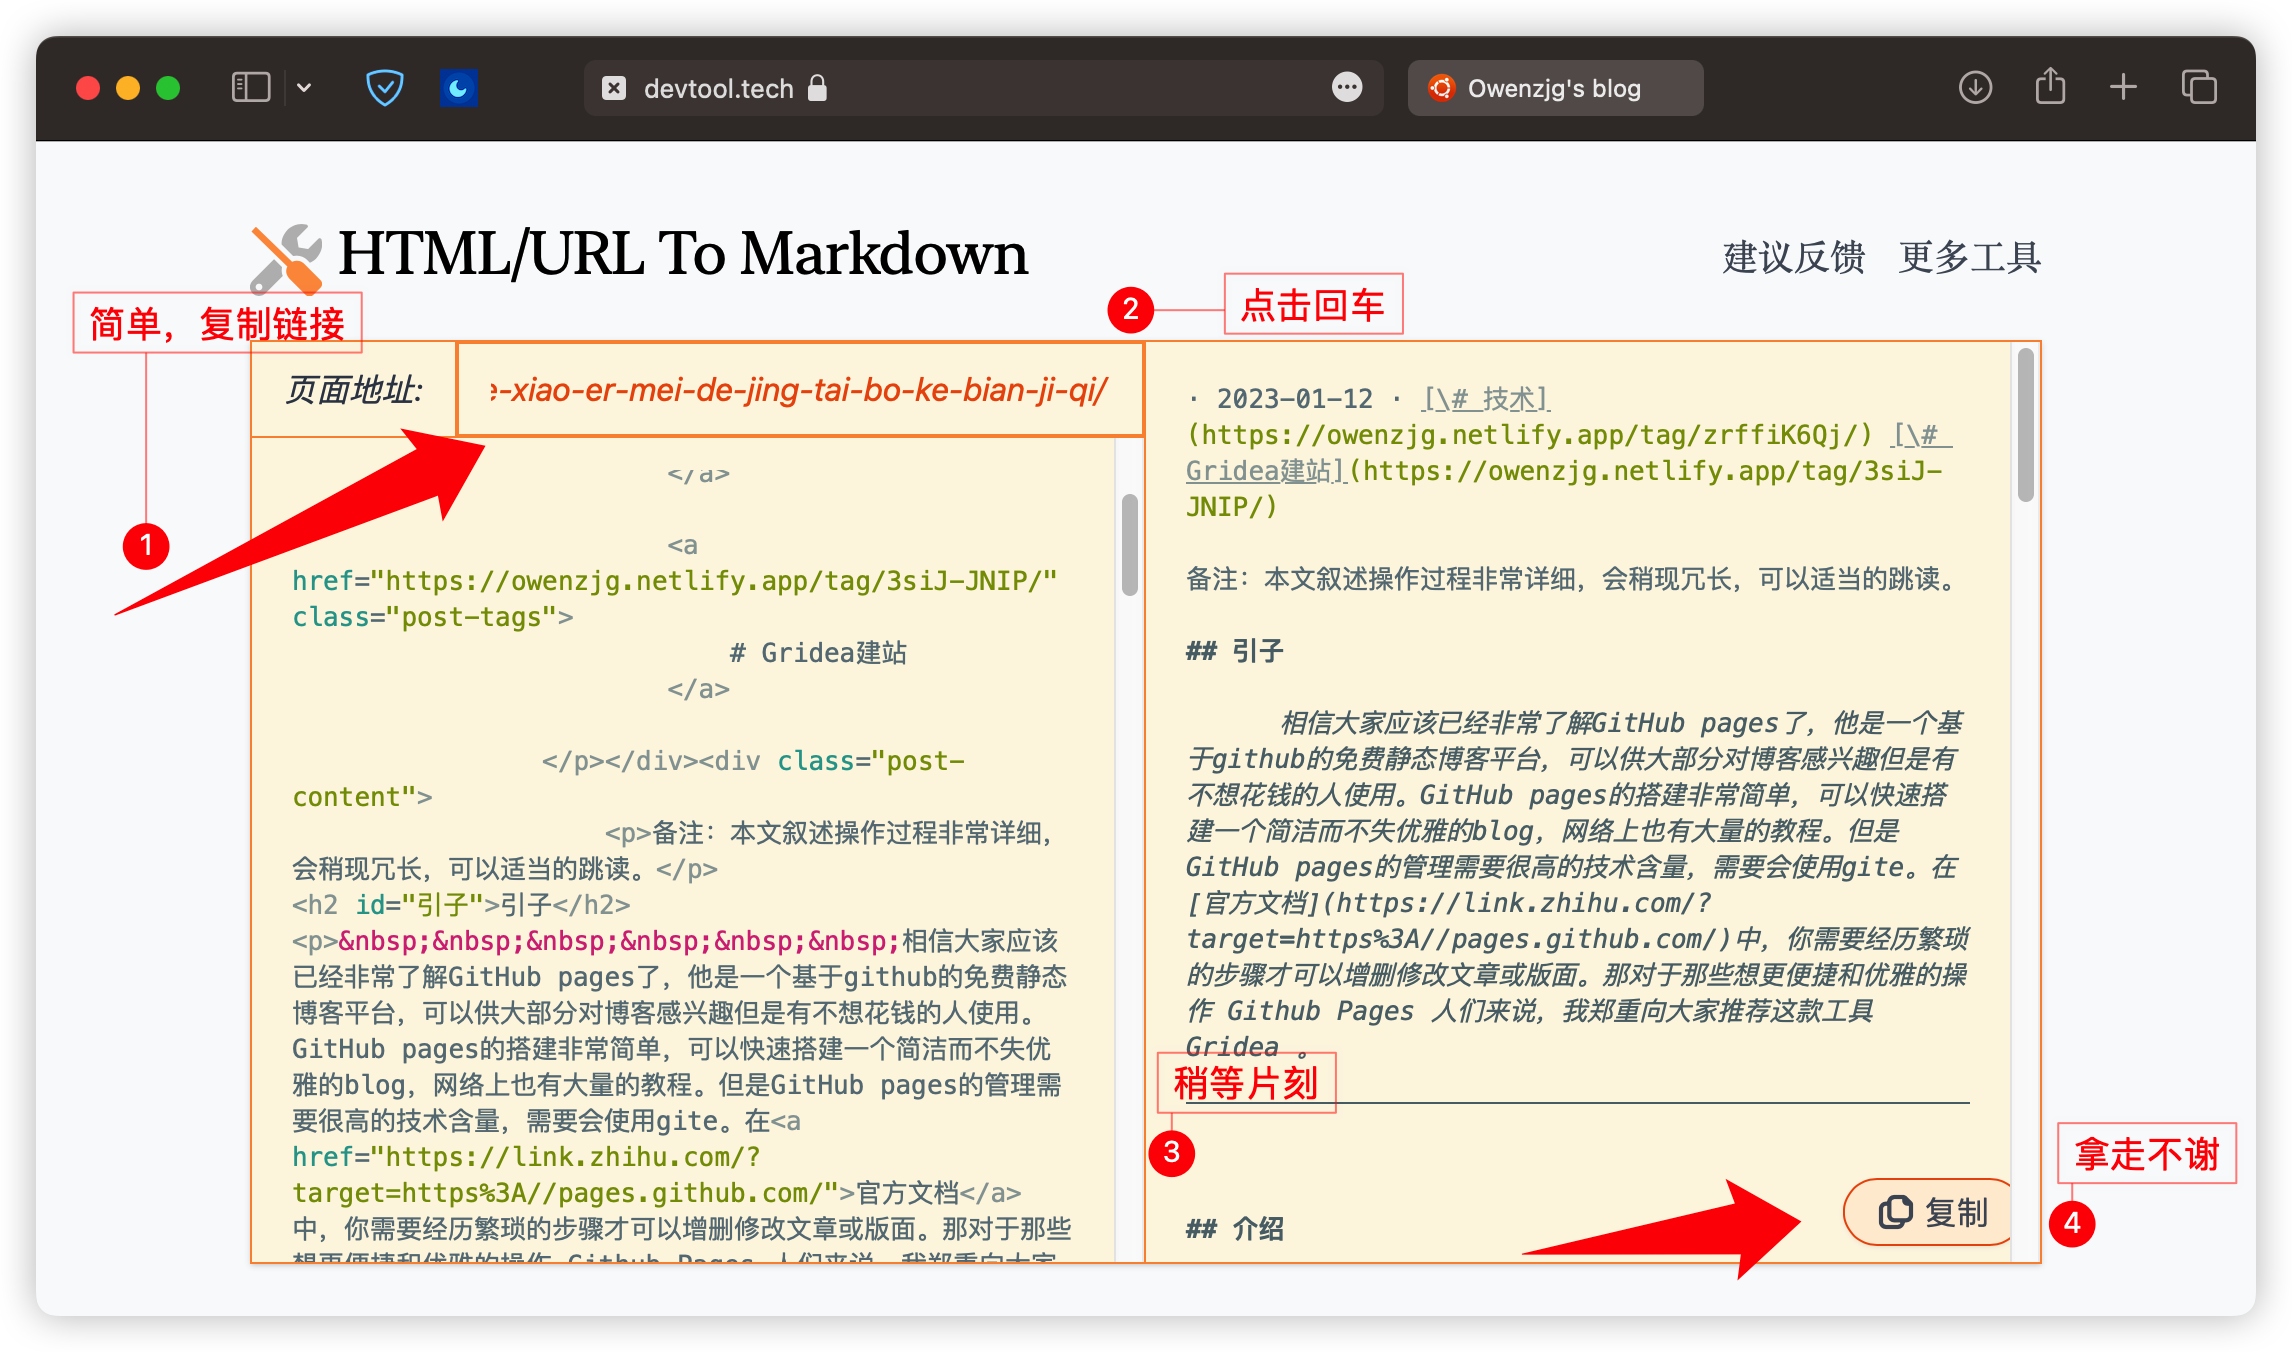 devtool.tech
Owenzjg's blog
HTML/URL To Markdown
建议反馈 更多工具
简单，复制链接
2
点击回车
页面地址:
e-xiao-er-mei-de-jing-tai-bo-ke-bian-ji-qi/
1
</a>
<a
href="https://owenzjg.netlify.app/tag/3siJ-JNIP/"
class="post-tags">
# Gridea建站
</a>
</p></div><div class="post-
content">
<p>备注：本文叙述操作过程非常详细，
会稍现冗长，可以适当的跳读。</p>
<h2 id="引子">引子</h2>
<p>&nbsp;&nbsp;&nbsp;&nbsp;&nbsp;&nbsp;相信大家应该
已经非常了解GitHub pages了，他是一个基于github的免费静态
博客平台，可以供大部分对博客感兴趣但是有不想花钱的人使用。
GitHub pages的搭建非常简单，可以快速搭建一个简洁而不失优
雅的blog，网络上也有大量的教程。但是GitHub pages的管理需
要很高的技术含量，需要会使用gite。在<a
href="https://link.zhihu.com/?
target=https%3A//pages.github.com/">官方文档</a>
中，你需要经历繁琐的步骤才可以增删修改文章或版面。那对于那些
想更便捷和优雅的操作 Github Pages 人们来说，我郑重向大家
· 2023-01-12 · [\# 技术]
(https://owenzjg.netlify.app/tag/zrffiK6Qj/) [\#
Gridea建站](https://owenzjg.netlify.app/tag/3siJ-
JNIP/)
备注：本文叙述操作过程非常详细，会稍现冗长，可以适当的跳读。
## 引子
相信大家应该已经非常了解GitHub pages了，他是一个基
于github的免费静态博客平台，可以供大部分对博客感兴趣但是有
不想花钱的人使用。GitHub pages的搭建非常简单，可以快速搭
建一个简洁而不失优雅的blog，网络上也有大量的教程。但是
GitHub pages的管理需要很高的技术含量，需要会使用gite。在
[官方文档](https://link.zhihu.com/?
target=https%3A//pages.github.com/)中，你需要经历繁琐
的步骤才可以增删修改文章或版面。那对于那些想更便捷和优雅的操
作 Github Pages 人们来说，我郑重向大家推荐这款工具
Gridea 。
稍等片刻
3
## 介绍
复制
拿走不谢
4